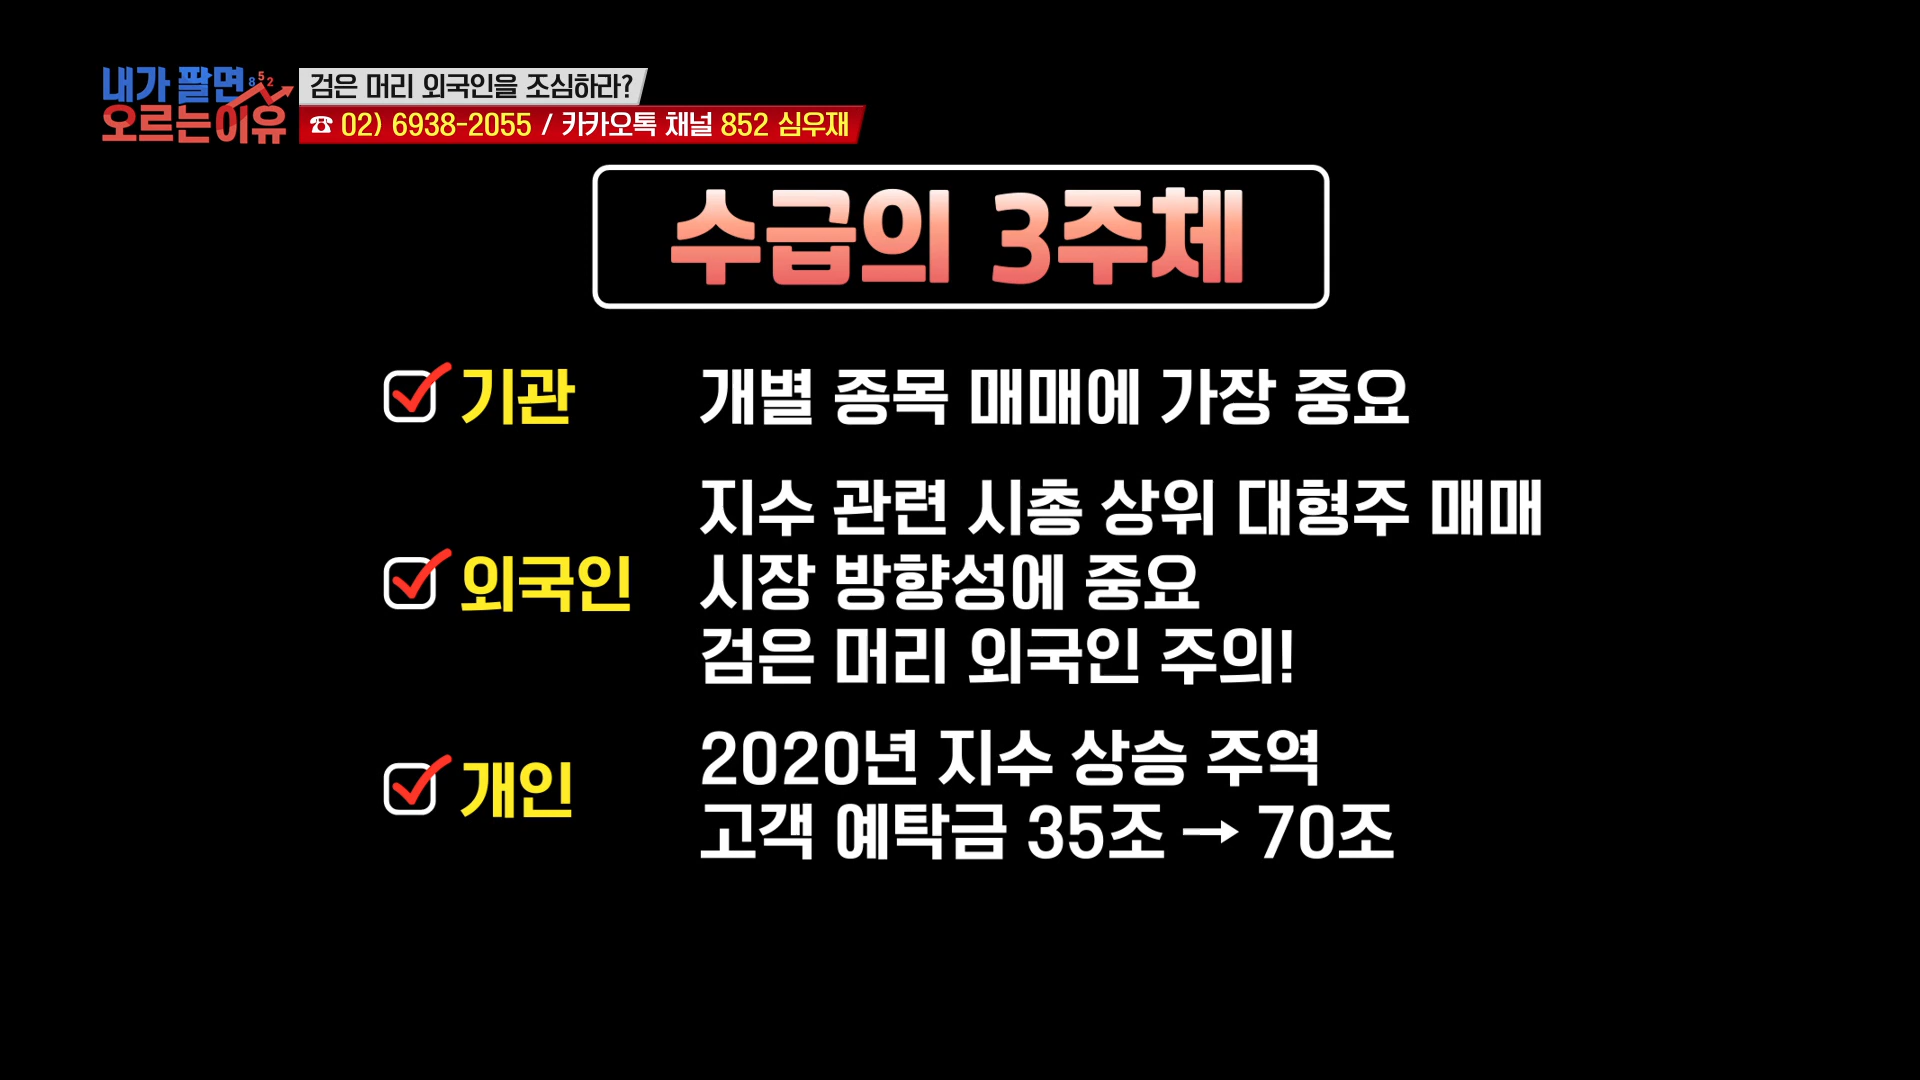 내가 팔면 852
오르는 이유
검은 머리 외국인을 조심하라?
☎ 02) 6938-2055 / 카카오톡 채널 852 심우재
수급의 3주체
기관 개별 종목 매매에 가장 중요
지수 관련 시총 상위 대형주 매매
외국인 시장 방향성에 중요
검은 머리 외국인 주의!
2020년 지수 상승 주역
개인
고객 예탁금 35조 → 70조